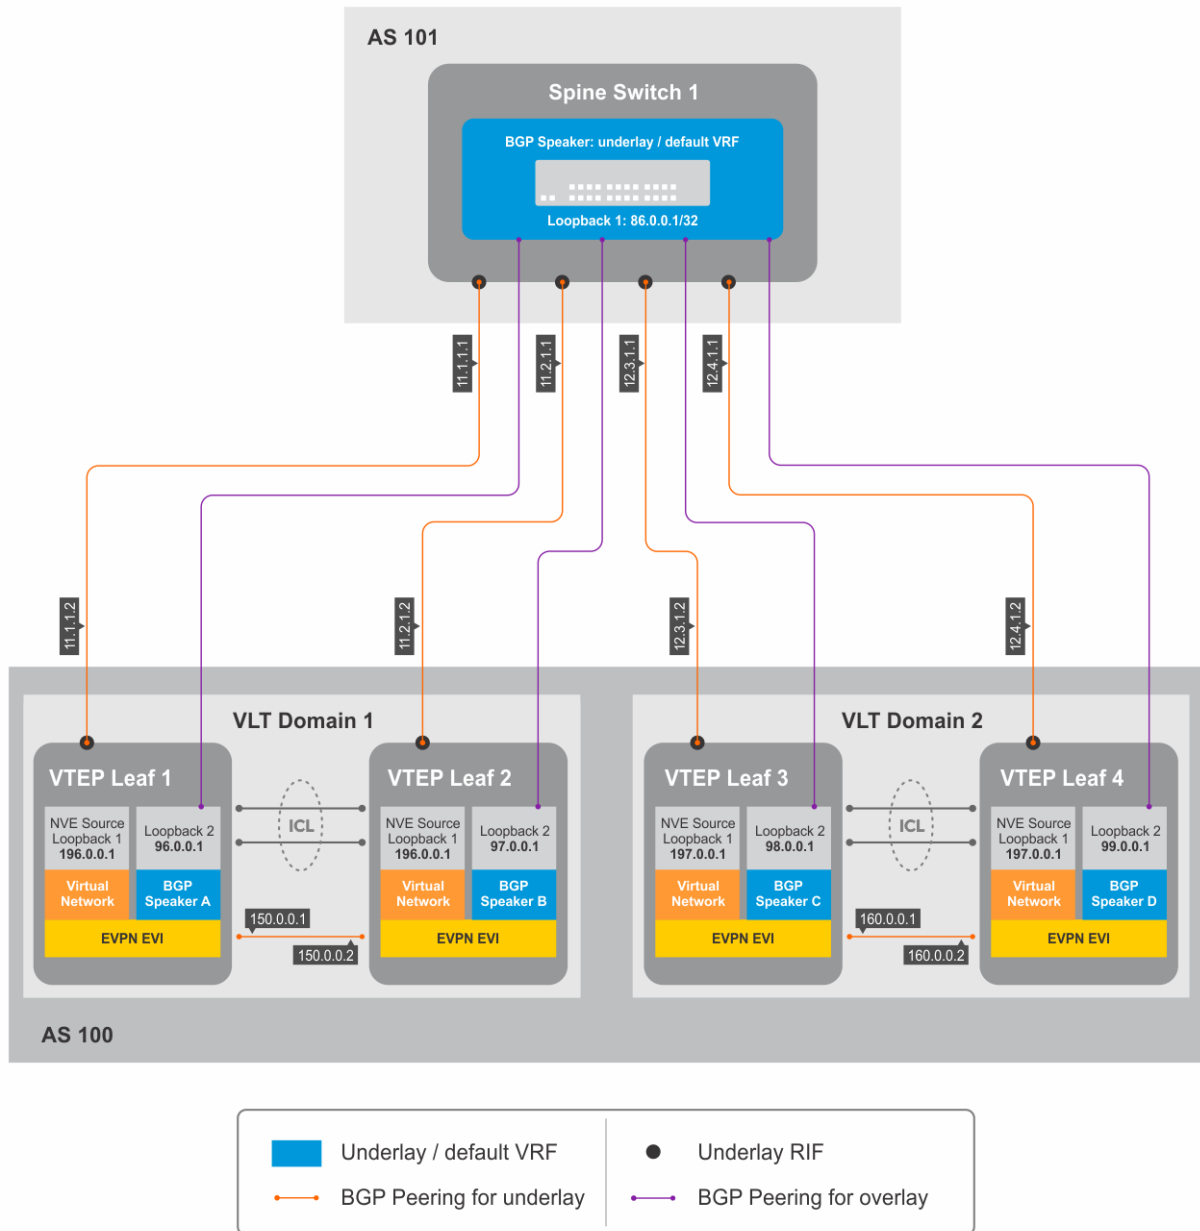 AS 101
Spine Switch 1
BGP Speaker: underlay / default VRF
Loopback 1: 86.0.0.1/32
11.1.1.1
11.2.1.1
12.3.1.1
12.4.1.1
11.1.1.2
11.2.1.2
12.3.1.2
12.4.1.2
VLT Domain 1
VTEP Leaf 1
NVE Source
Loopback 1
196.0.0.1
Loopback 2
96.0.0.1
Virtual
Network
BGP
Speaker A
EVPN EVI
ICL
150.0.0.1
150.0.0.2
VTEP Leaf 2
NVE Source
Loopback 1
196.0.0.1
Loopback 2
97.0.0.1
Virtual
Network
BGP
Speaker B
EVPN EVI
VLT Domain 2
VTEP Leaf 3
NVE Source
Loopback 1
197.0.0.1
Loopback 2
98.0.0.1
Virtual
Network
BGP
Speaker C
EVPN EVI
ICL
160.0.0.1
160.0.0.2
VTEP Leaf 4
NVE Source
Loopback 1
197.0.0.1
Loopback 2
99.0.0.1
Virtual
Network
BGP
Speaker D
EVPN EVI
AS 100
Underlay / default VRF
Underlay RIF
BGP Peering for underlay
BGP Peering for overlay